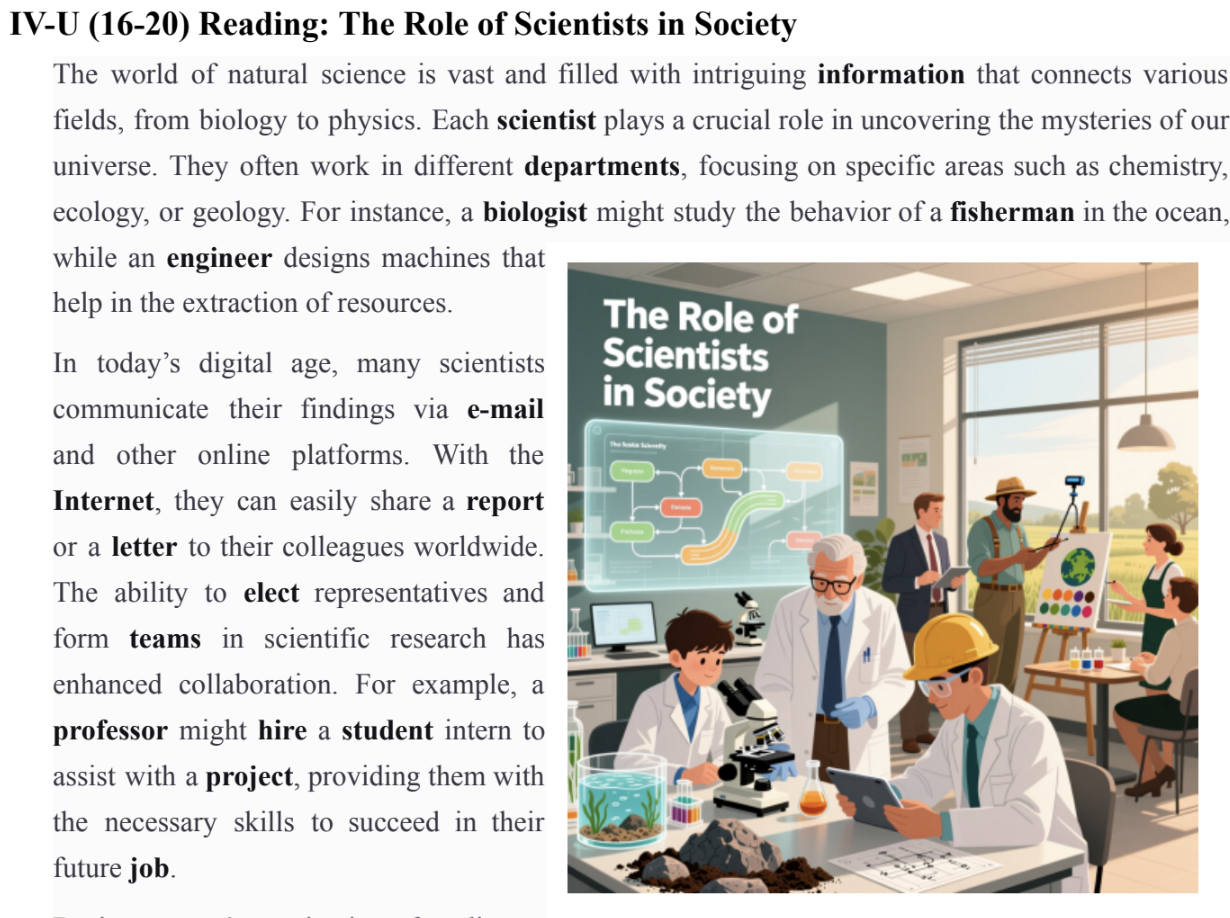 IV-U (16-20) Reading: The Role of Scientists in Society
The world of natural science is vast and filled with intriguing information that connects various
fields, from biology to physics. Each scientist plays a crucial role in uncovering the mysteries of our
universe. They often work in different departments, focusing on specific areas such as chemistry,
ecology, or geology. For instance, a biologist might study the behavior of a fisherman in the ocean,
while an engineer designs machines that
help in the extraction of resources.
In today's digital age, many scientists
communicate their findings via e-mail
and other online platforms. With the
Internet, they can easily share a report
or a letter to their colleagues worldwide.
The ability to elect representatives and
form teams in scientific research has
enhanced collaboration. For example, a
professor might hire a student intern to
assist with a project, providing them with
the necessary skills to succeed in their
future job.
The Role of
Scientists
in Society